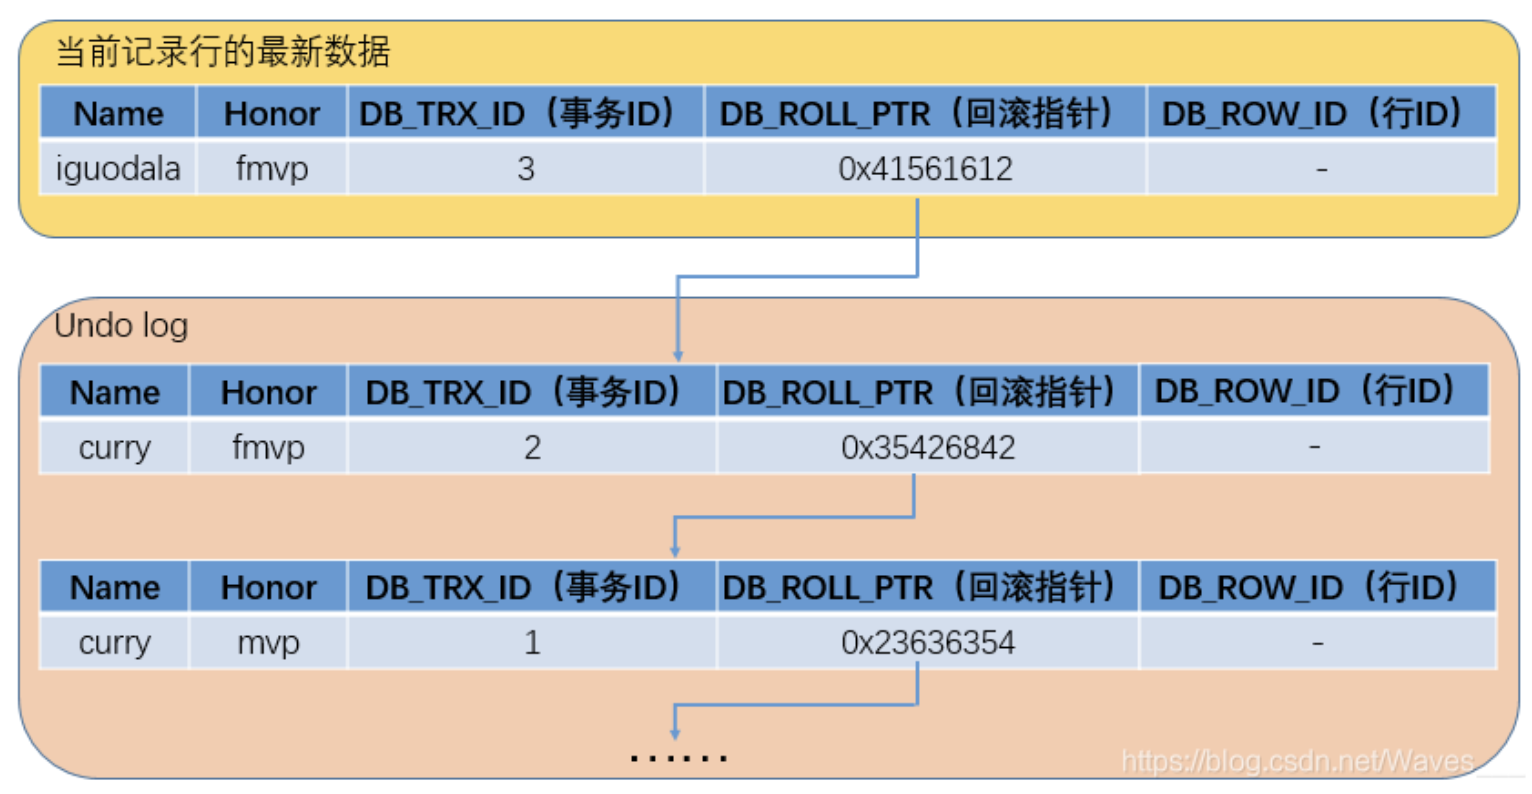 当前记录行的最新数据
Name Honor DB_TRX_ID（事务ID） DB_ROLL_PTR（回滚指针） DB_ROW_ID（行ID）
iguodala fmvp 3 0x41561612 -
Undo log
Name Honor DB_TRX_ID（事务ID） DB_ROLL_PTR（回滚指针） DB_ROW_ID（行ID）
curry fmvp 2 0x35426842 -
Name Honor DB_TRX_ID（事务ID） DB_ROLL_PTR（回滚指针） DB_ROW_ID（行ID）
curry mvp 1 0x23636354 -
······
https://blog.csdn.net/Waves_